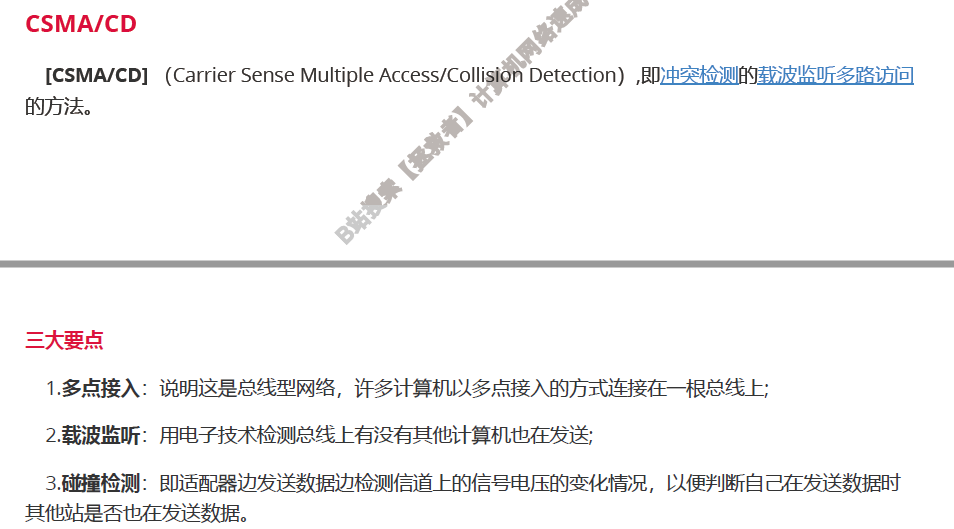 CSMA/CD
[CSMA/CD] （Carrier Sense Multiple Access/Collision Detection）,即冲突检测的载波监听多路访问
的方法。
B站搜索【拯救者】计算机网络速成
三大要点
1.多点接入：说明这是总线型网络，许多计算机以多点接入的方式连接在一根总线上;
2.载波监听：用电子技术检测总线上有没有其他计算机也在发送;
3.碰撞检测：即适配器边发送数据边检测信道上的信号电压的变化情况，以便判断自己在发送数据时
其他站是否也在发送数据。